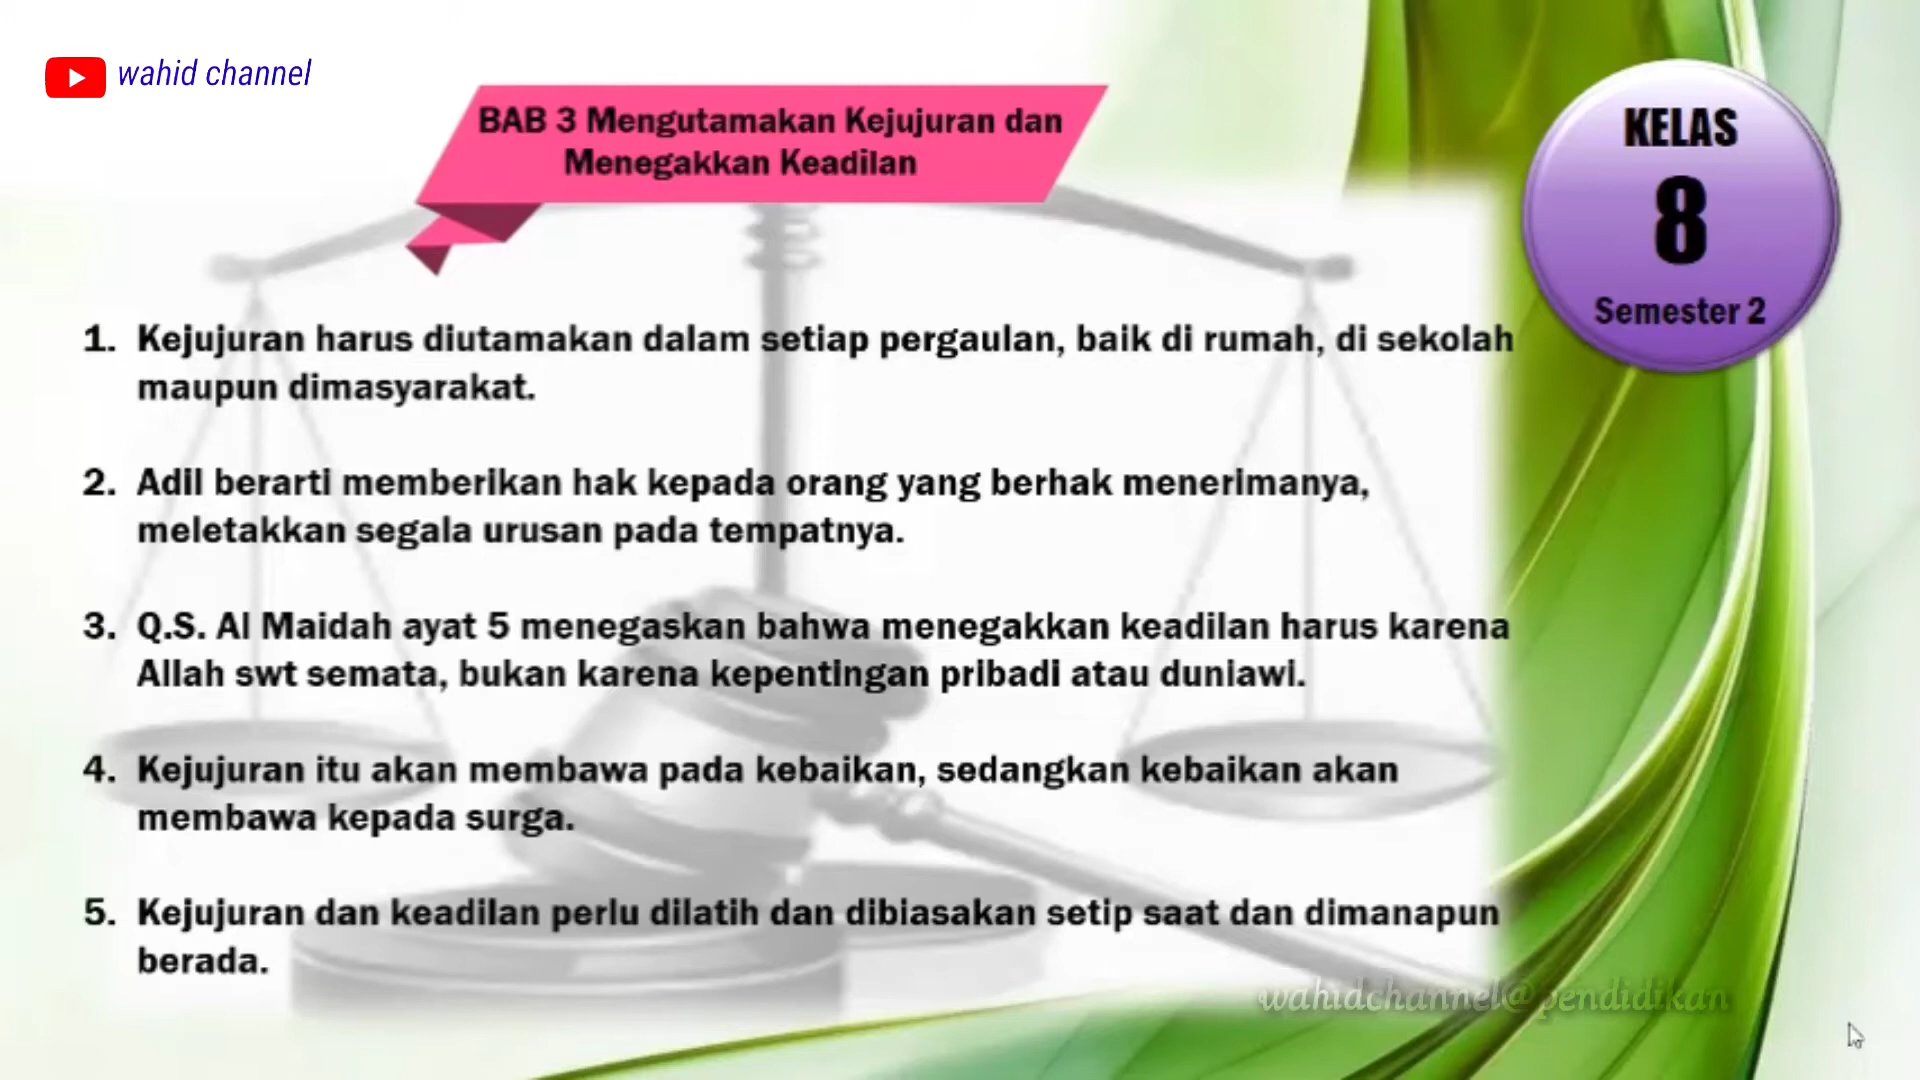 wahid channel
BAB 3 Mengutamakan Kejujuran dan
Menegakkan Keadilan
KELAS
8
Semester 2
1. Kejujuran harus diutamakan dalam setiap pergaulan, baik di rumah, di sekolah
maupun dimasyarakat.
2. Adil berarti memberikan hak kepada orang yang berhak menerimanya,
meletakkan segala urusan pada tempatnya.
3. Q.S. Al Maidah ayat 5 menegaskan bahwa menegakkan keadilan harus karena
Allah swt semata, bukan karena kepentingan pribadi atau duniawi.
4. Kejujuran itu akan membawa pada kebaikan, sedangkan kebaikan akan
membawa kepada surga.
5. Kejujuran dan keadilan perlu dilatih dan dibiasakan setip saat dan dimanapun
berada.
wahidchannel@pendidikan